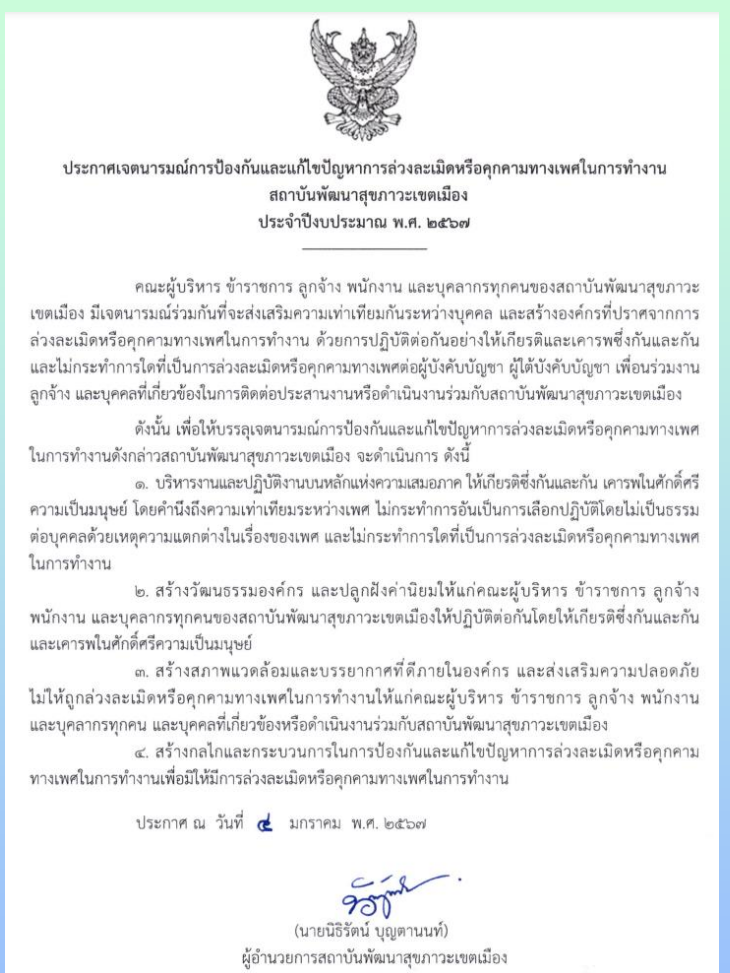 ประกาศเจตนารมณ์การป้องกันและแก้ไขปัญหาการล่วงละเมิดหรือคุกคามทางเพศในการทำงาน
สถาบันพัฒนาสุขภาวะเขตเมือง
ประจำปีงบประมาณ พ.ศ. ๒๕๖๗
คณะผู้บริหาร ข้าราชการ ลูกจ้าง พนักงาน และบุคลากรทุกคนของสถาบันพัฒนาสุขภาวะ
เขตเมือง มีเจตนารมณ์ร่วมกันที่จะส่งเสริมความเท่าเทียมกันระหว่างบุคคล และสร้างองค์กรที่ปราศจากการ
ล่วงละเมิดหรือคุกคามทางเพศในการทำงาน ด้วยการปฏิบัติต่อกันอย่างให้เกียรติและเคารพซึ่งกันและกัน
และไม่กระทำการใดที่เป็นการล่วงละเมิดหรือคุกคามทางเพศต่อผู้บังคับบัญชา ผู้ใต้บังคับบัญชา เพื่อนร่วมงาน
ลูกจ้าง และบุคคลที่เกี่ยวข้องในการติดต่อประสานงานหรือดำเนินงานร่วมกับสถาบันพัฒนาสุขภาวะเขตเมือง
ดังนั้น เพื่อให้บรรลุเจตนารมณ์การป้องกันและแก้ไขปัญหาการล่วงละเมิดหรือคุกคามทางเพศ
ในการทำงานดังกล่าวสถาบันพัฒนาสุขภาวะเขตเมือง จะดำเนินการ ดังนี้
๑. บริหารงานและปฏิบัติงานบนหลักแห่งความเสมอภาค ให้เกียรติซึ่งกันและกัน เคารพในศักดิ์ศรี
ความเป็นมนุษย์ โดยคำนึงถึงความเท่าเทียมระหว่างเพศ ไม่กระทำการอันเป็นการเลือกปฏิบัติโดยไม่เป็นธรรม
ต่อบุคคลด้วยเหตุความแตกต่างในเรื่องของเพศ และไม่กระทำการใดที่เป็นการล่วงละเมิดหรือคุกคามทางเพศ
ในการทำงาน
๒. สร้างวัฒนธรรมองค์กร และปลูกฝังค่านิยมให้แก่คณะผู้บริหาร ข้าราชการ ลูกจ้าง
พนักงาน และบุคลากรทุกคนของสถาบันพัฒนาสุขภาวะเขตเมืองให้ปฏิบัติต่อกันโดยให้เกียรติซึ่งกันและกัน
และเคารพในศักดิ์ศรีความเป็นมนุษย์
๓. สร้างสภาพแวดล้อมและบรรยากาศที่ดีภายในองค์กร และส่งเสริมความปลอดภัย
ไม่ให้ถูกล่วงละเมิดหรือคุกคามทางเพศในการทำงานให้แก่คณะผู้บริหาร ข้าราชการ ลูกจ้าง พนักงาน
และบุคลากรทุกคน และบุคคลที่เกี่ยวข้องหรือดำเนินงานร่วมกับสถาบันพัฒนาสุขภาวะเขตเมือง
๔. สร้างกลไกและกระบวนการในการป้องกันและแก้ไขปัญหาการล่วงละเมิดหรือคุกคาม
ทางเพศในการทำงานเพื่อมิให้มีการล่วงละเมิดหรือคุกคามทางเพศในการทำงาน
ประกาศ ณ วันที่ ๔ มกราคม พ.ศ. ๒๕๖๗
(นายนิธิรัตน์ บุญตานนท์)
ผู้อำนวยการสถาบันพัฒนาสุขภาวะเขตเมือง